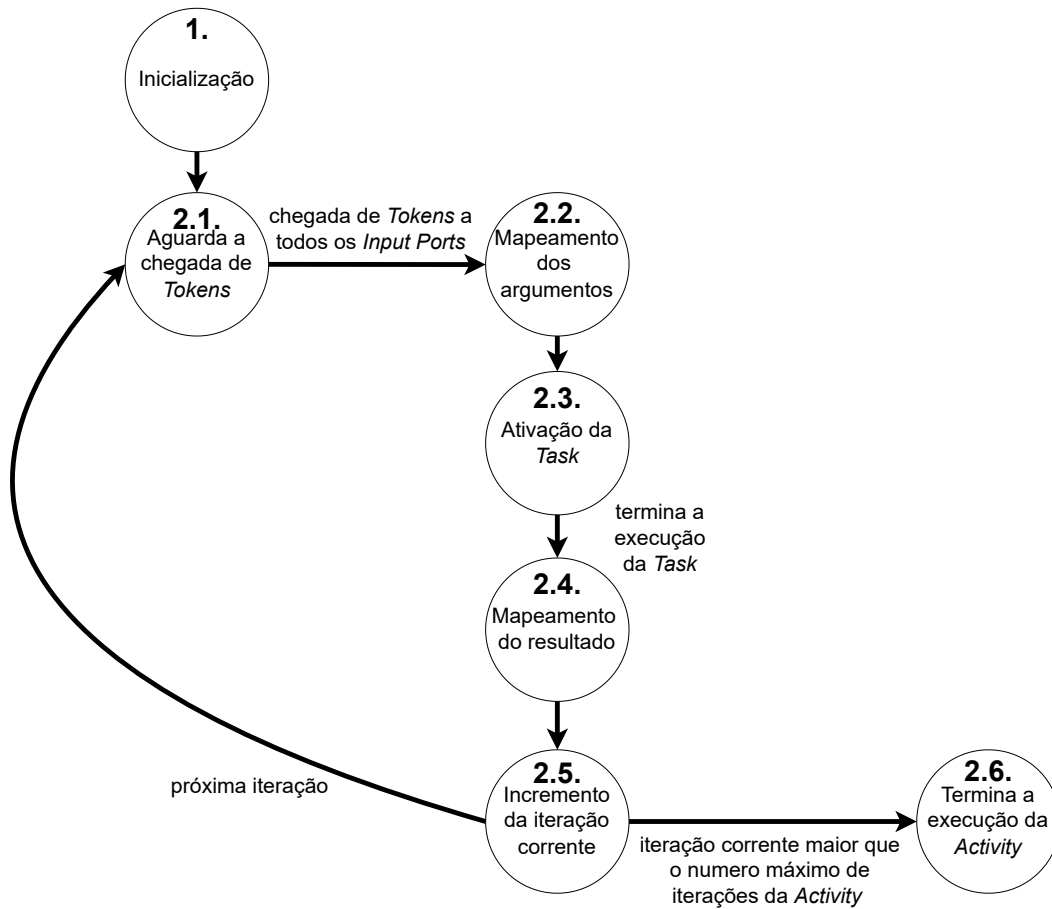 1.
Inicialização
2.1.
Aguarda a
chegada de
Tokens
chegada de Tokens a
todos os Input Ports
2.2.
Mapeamento
dos
argumentos
2.3.
Ativação da
Task
termina a
execução
da Task
2.4.
Mapeamento
do resultado
próxima iteração
2.5.
Incremento
da iteração
corrente
iteração corrente maior que
o numero máximo de
iterações da Activity
2.6.
Termina a
execução da
Activity